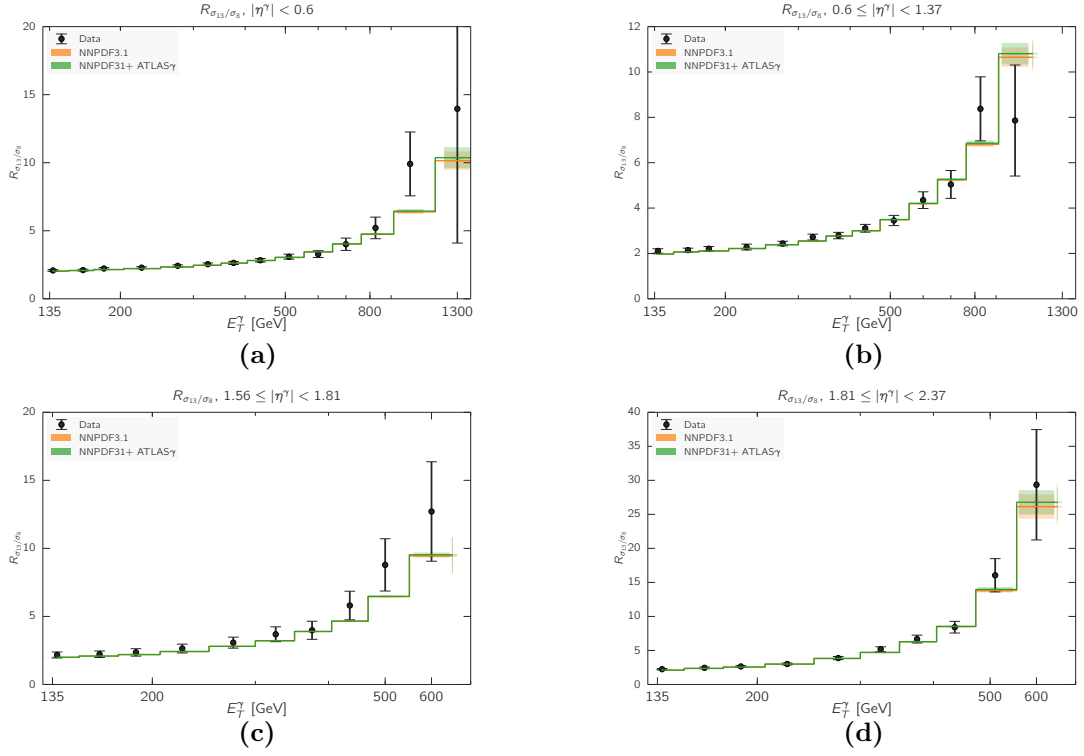 R_{σ13/σ8}, |η^γ| < 0.6
20
15
10
5
0
R_{σ13/σ8}
Data
NNPDF3.1
NNPDF31+ ATLASγ
135 200 500 800 1300
E_T^γ [GeV]
(a)
R_{σ13/σ8}, 0.6 ≤ |η^γ| < 1.37
12
10
8
6
4
2
0
R_{σ13/σ8}
Data
NNPDF3.1
NNPDF31+ ATLASγ
135 200 500 800 1300
E_T^γ [GeV]
(b)
R_{σ13/σ8}, 1.56 ≤ |η^γ| < 1.81
20
15
10
5
0
R_{σ13/σ8}
Data
NNPDF3.1
NNPDF31+ ATLASγ
135 200 500 600
E_T^γ [GeV]
(c)
R_{σ13/σ8}, 1.81 ≤ |η^γ| < 2.37
40
35
30
25
20
15
10
5
0
R_{σ13/σ8}
Data
NNPDF3.1
NNPDF31+ ATLASγ
135 200 500 600
E_T^γ [GeV]
(d)